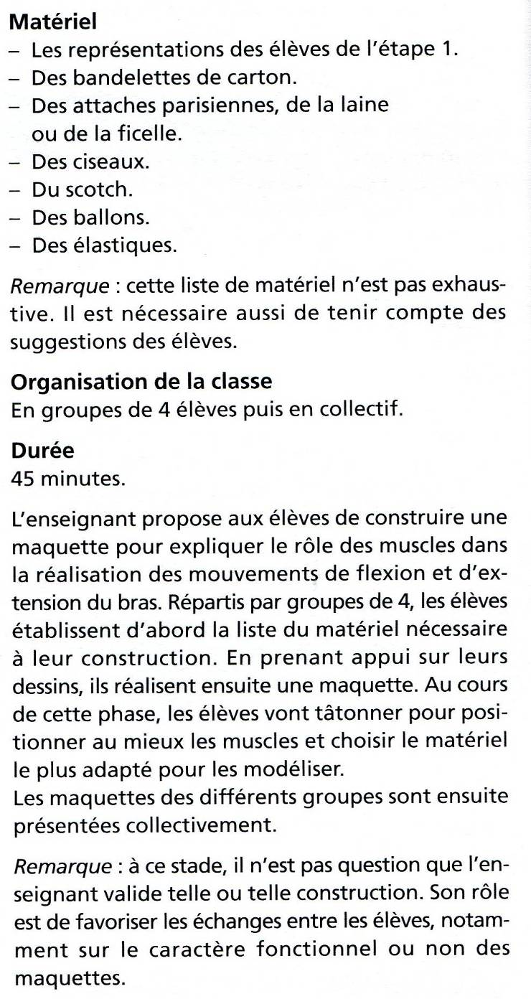 Matériel
– Les représentations des élèves de l’étape 1.
– Des bandelettes de carton.
– Des attaches parisiennes, de la laine
ou de la ficelle.
– Des ciseaux.
– Du scotch.
– Des ballons.
– Des élastiques.
Remarque : cette liste de matériel n’est pas exhaus-
tive. Il est nécessaire aussi de tenir compte des
suggestions des élèves.
Organisation de la classe
En groupes de 4 élèves puis en collectif.
Durée
45 minutes.
L’enseignant propose aux élèves de construire une
maquette pour expliquer le rôle des muscles dans
la réalisation des mouvements de flexion et d’ex-
tension du bras. Répartis par groupes de 4, les élèves
établissent d’abord la liste du matériel nécessaire
à leur construction. En prenant appui sur leurs
dessins, ils réalisent ensuite une maquette. Au cours
de cette phase, les élèves vont tâtonner pour posi-
tionner au mieux les muscles et choisir le matériel
le plus adapté pour les modéliser.
Les maquettes des différents groupes sont ensuite
présentées collectivement.
Remarque : à ce stade, il n’est pas question que l’en-
seignant valide telle ou telle construction. Son rôle
est de favoriser les échanges entre les élèves, notam-
ment sur le caractère fonctionnel ou non des
maquettes.